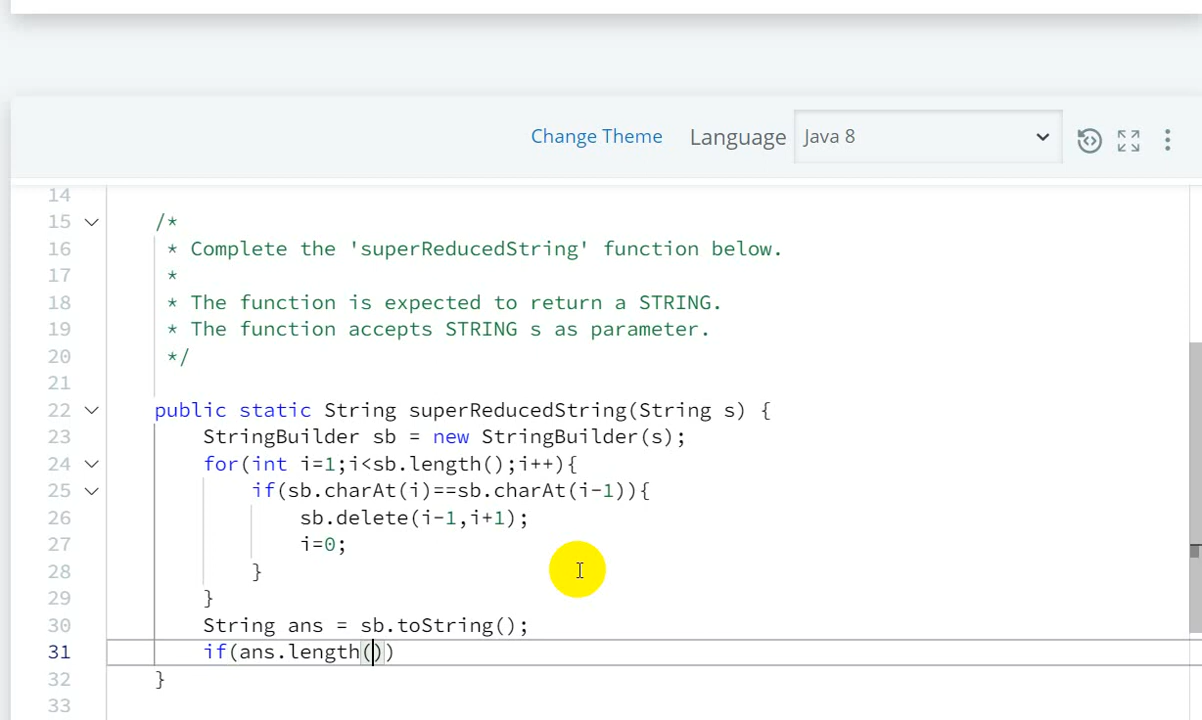 Change Theme Language Java 8
14
15 /*
16 * Complete the 'superReducedString' function below.
17 *
18 * The function is expected to return a STRING.
19 * The function accepts STRING s as parameter.
20 */
21
22 public static String superReducedString(String s) {
23 StringBuilder sb = new StringBuilder(s);
24 for(int i=1;i<sb.length();i++){
25 if(sb.charAt(i)==sb.charAt(i-1)){
26 sb.delete(i-1,i+1);
27 i=0;
28 }
29 }
30 String ans = sb.toString();
31 if(ans.length())
32 }
33